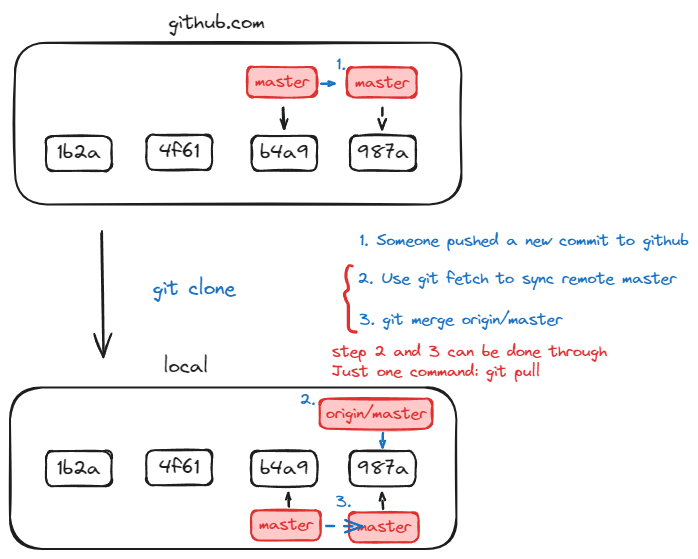 github.com
1.
master
master
1b2a
4f61
b4a9
987a
1. Someone pushed a new commit to github
git clone
2. Use git fetch to sync remote master
3. git merge origin/master
step 2 and 3 can be done through
Just one command: git pull
local
2.
origin/master
1b2a
4f61
b4a9
987a
3.
master
master